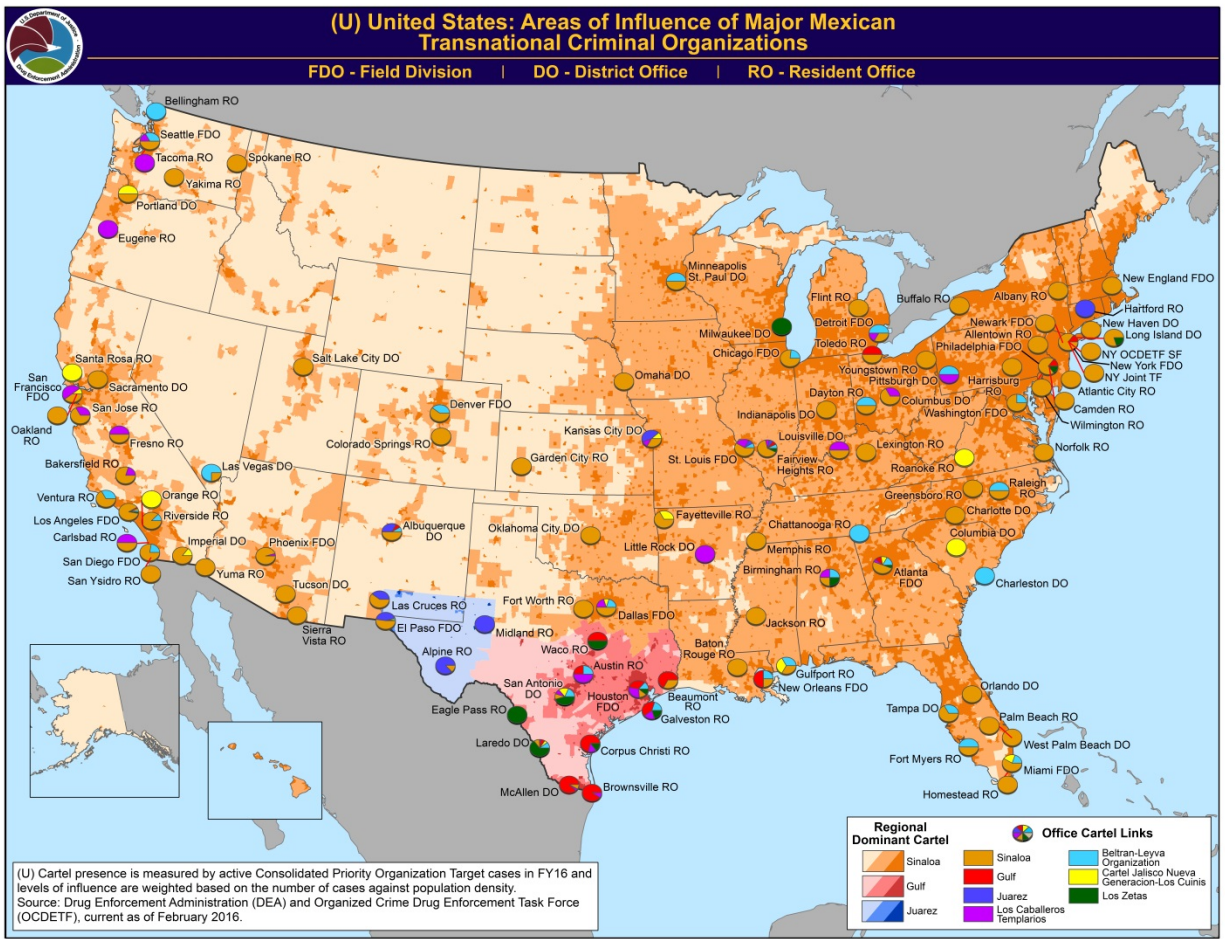 U.S. Department of Justice
Drug Enforcement Administration
(U) United States: Areas of Influence of Major Mexican
Transnational Criminal Organizations
FDO - Field Division | DO - District Office | RO - Resident Office
Bellingham RO
Seattle FDO
Tacoma RO
Spokane RO
Yakima RO
Portland DO
Eugene RO
Minneapolis
St. Paul DO
New England FDO
Flint RO
Buffalo RO
Albany RO
Hartford RO
Milwaukee DO
Detroit FDO
Newark FDO
New Haven DO
Allentown RO
Long Island DO
Toledo RO
Philadelphia FDO
Santa Rosa RO
Salt Lake City DO
Chicago FDO
NY OCDETF SF
Youngstown RO
New York FDO
San
Francisco
FDO
Sacramento DO
Omaha DO
Pittsburgh DO
Harrisburg
RO
NY Joint TF
Dayton RO
Columbus DO
Atlantic City RO
San Jose RO
Denver FDO
Indianapolis DO
Washington FDO
Camden RO
Oakland
RO
Wilmington RO
Fresno RO
Colorado Springs RO
Kansas City DO
Louisville DO
Lexington RO
Norfolk RO
Garden City RO
St. Louis FDO
Fairview
Heights RO
Bakersfield RO
Las Vegas DO
Roanoke RO
Raleigh
RO
Ventura RO
Orange RO
Greensboro RO
Los Angeles FDO
Riverside RO
Albuquerque
DO
Oklahoma City DO
Fayetteville RO
Chattanooga RO
Charlotte DO
Carlsbad RO
Imperial DO
Phoenix FDO
Little Rock DO
Memphis RO
Columbia DO
San Diego FDO
Birmingham RO
Atlanta
FDO
San Ysidro RO
Yuma RO
Tucson DO
Charleston DO
Las Cruces RO
Fort Worth RO
Dallas FDO
Sierra
Vista RO
El Paso FDO
Midland RO
Jackson RO
Waco RO
Baton
Rouge RO
Alpine RO
Austin RO
Gulfport RO
San Antonio
DO
Houston
FDO
Beaumont
RO
New Orleans FDO
Orlando DO
Eagle Pass RO
Galveston RO
Tampa DO
Palm Beach RO
Laredo DO
Corpus Christi RO
West Palm Beach DO
Fort Myers RO
Miami FDO
McAllen DO
Brownsville RO
Homestead RO
Regional
Dominant Cartel
Sinaloa
Gulf
Juarez
Office Cartel Links
Sinaloa
Gulf
Juarez
Los Caballeros
Templarios
Beltran-Leyva
Organization
Cartel Jalisco Nueva
Generacion-Los Cuinis
Los Zetas
(U) Cartel presence is measured by active Consolidated Priority Organization Target cases in FY16 and
levels of influence are weighted based on the number of cases against population density.
Source: Drug Enforcement Administration (DEA) and Organized Crime Drug Enforcement Task Force
(OCDETF), current as of February 2016.